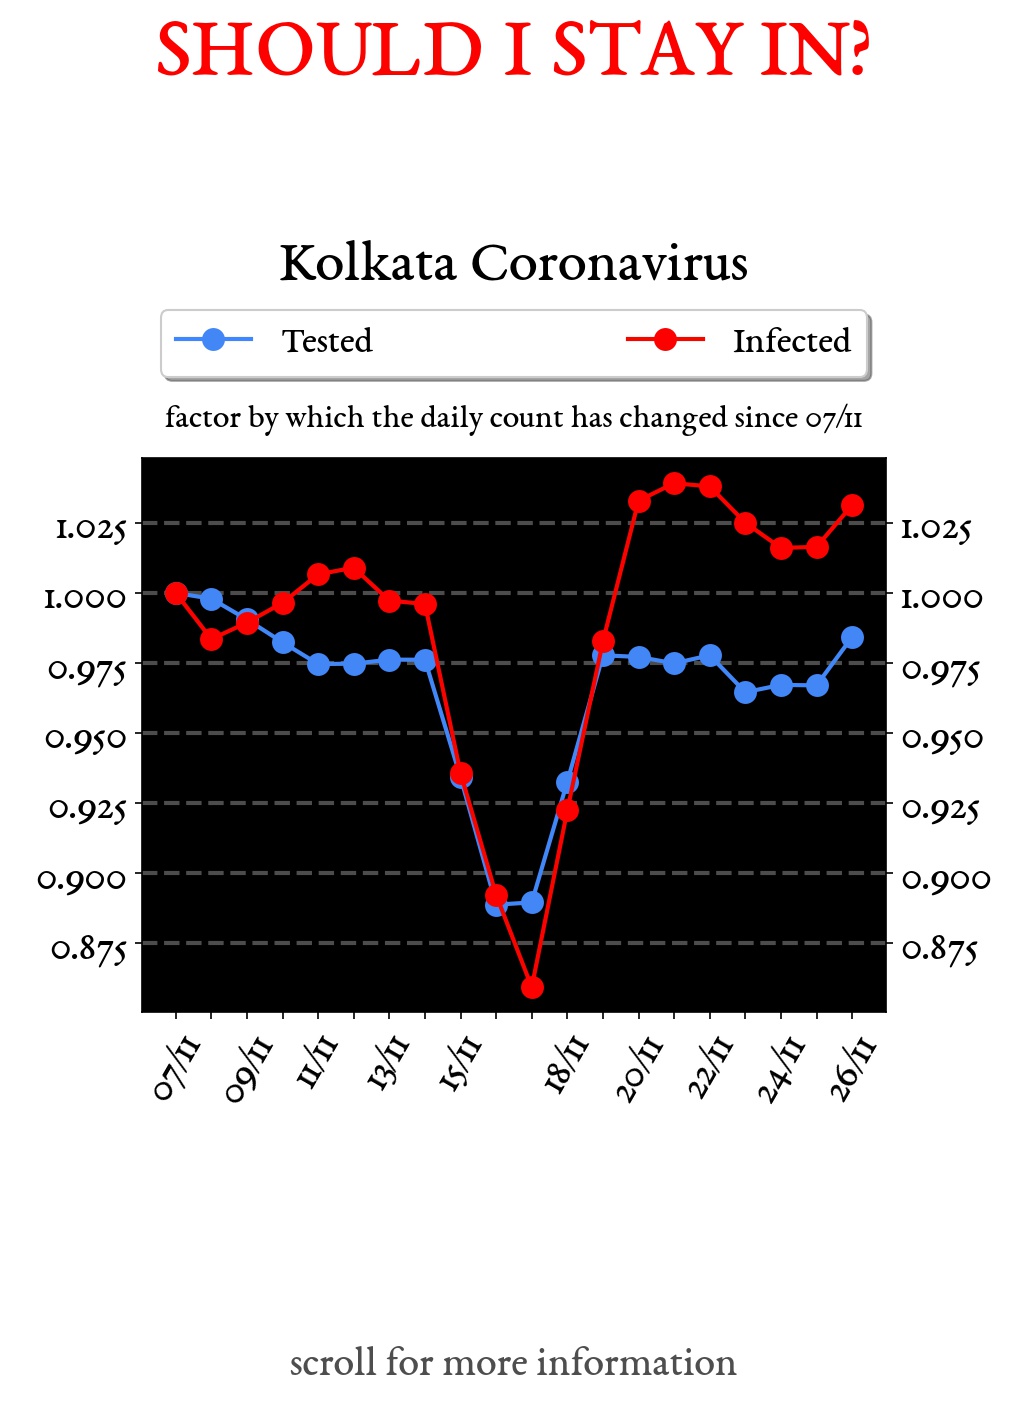 SHOULD I STAY IN?
Kolkata Coronavirus
Tested Infected
factor by which the daily count has changed since 07/11
1.025 1.025
1.000 1.000
0.975 0.975
0.950 0.950
0.925 0.925
0.900 0.900
0.875 0.875
07/11 09/11 11/11 13/11 15/11 18/11 20/11 22/11 24/11 26/11
scroll for more information